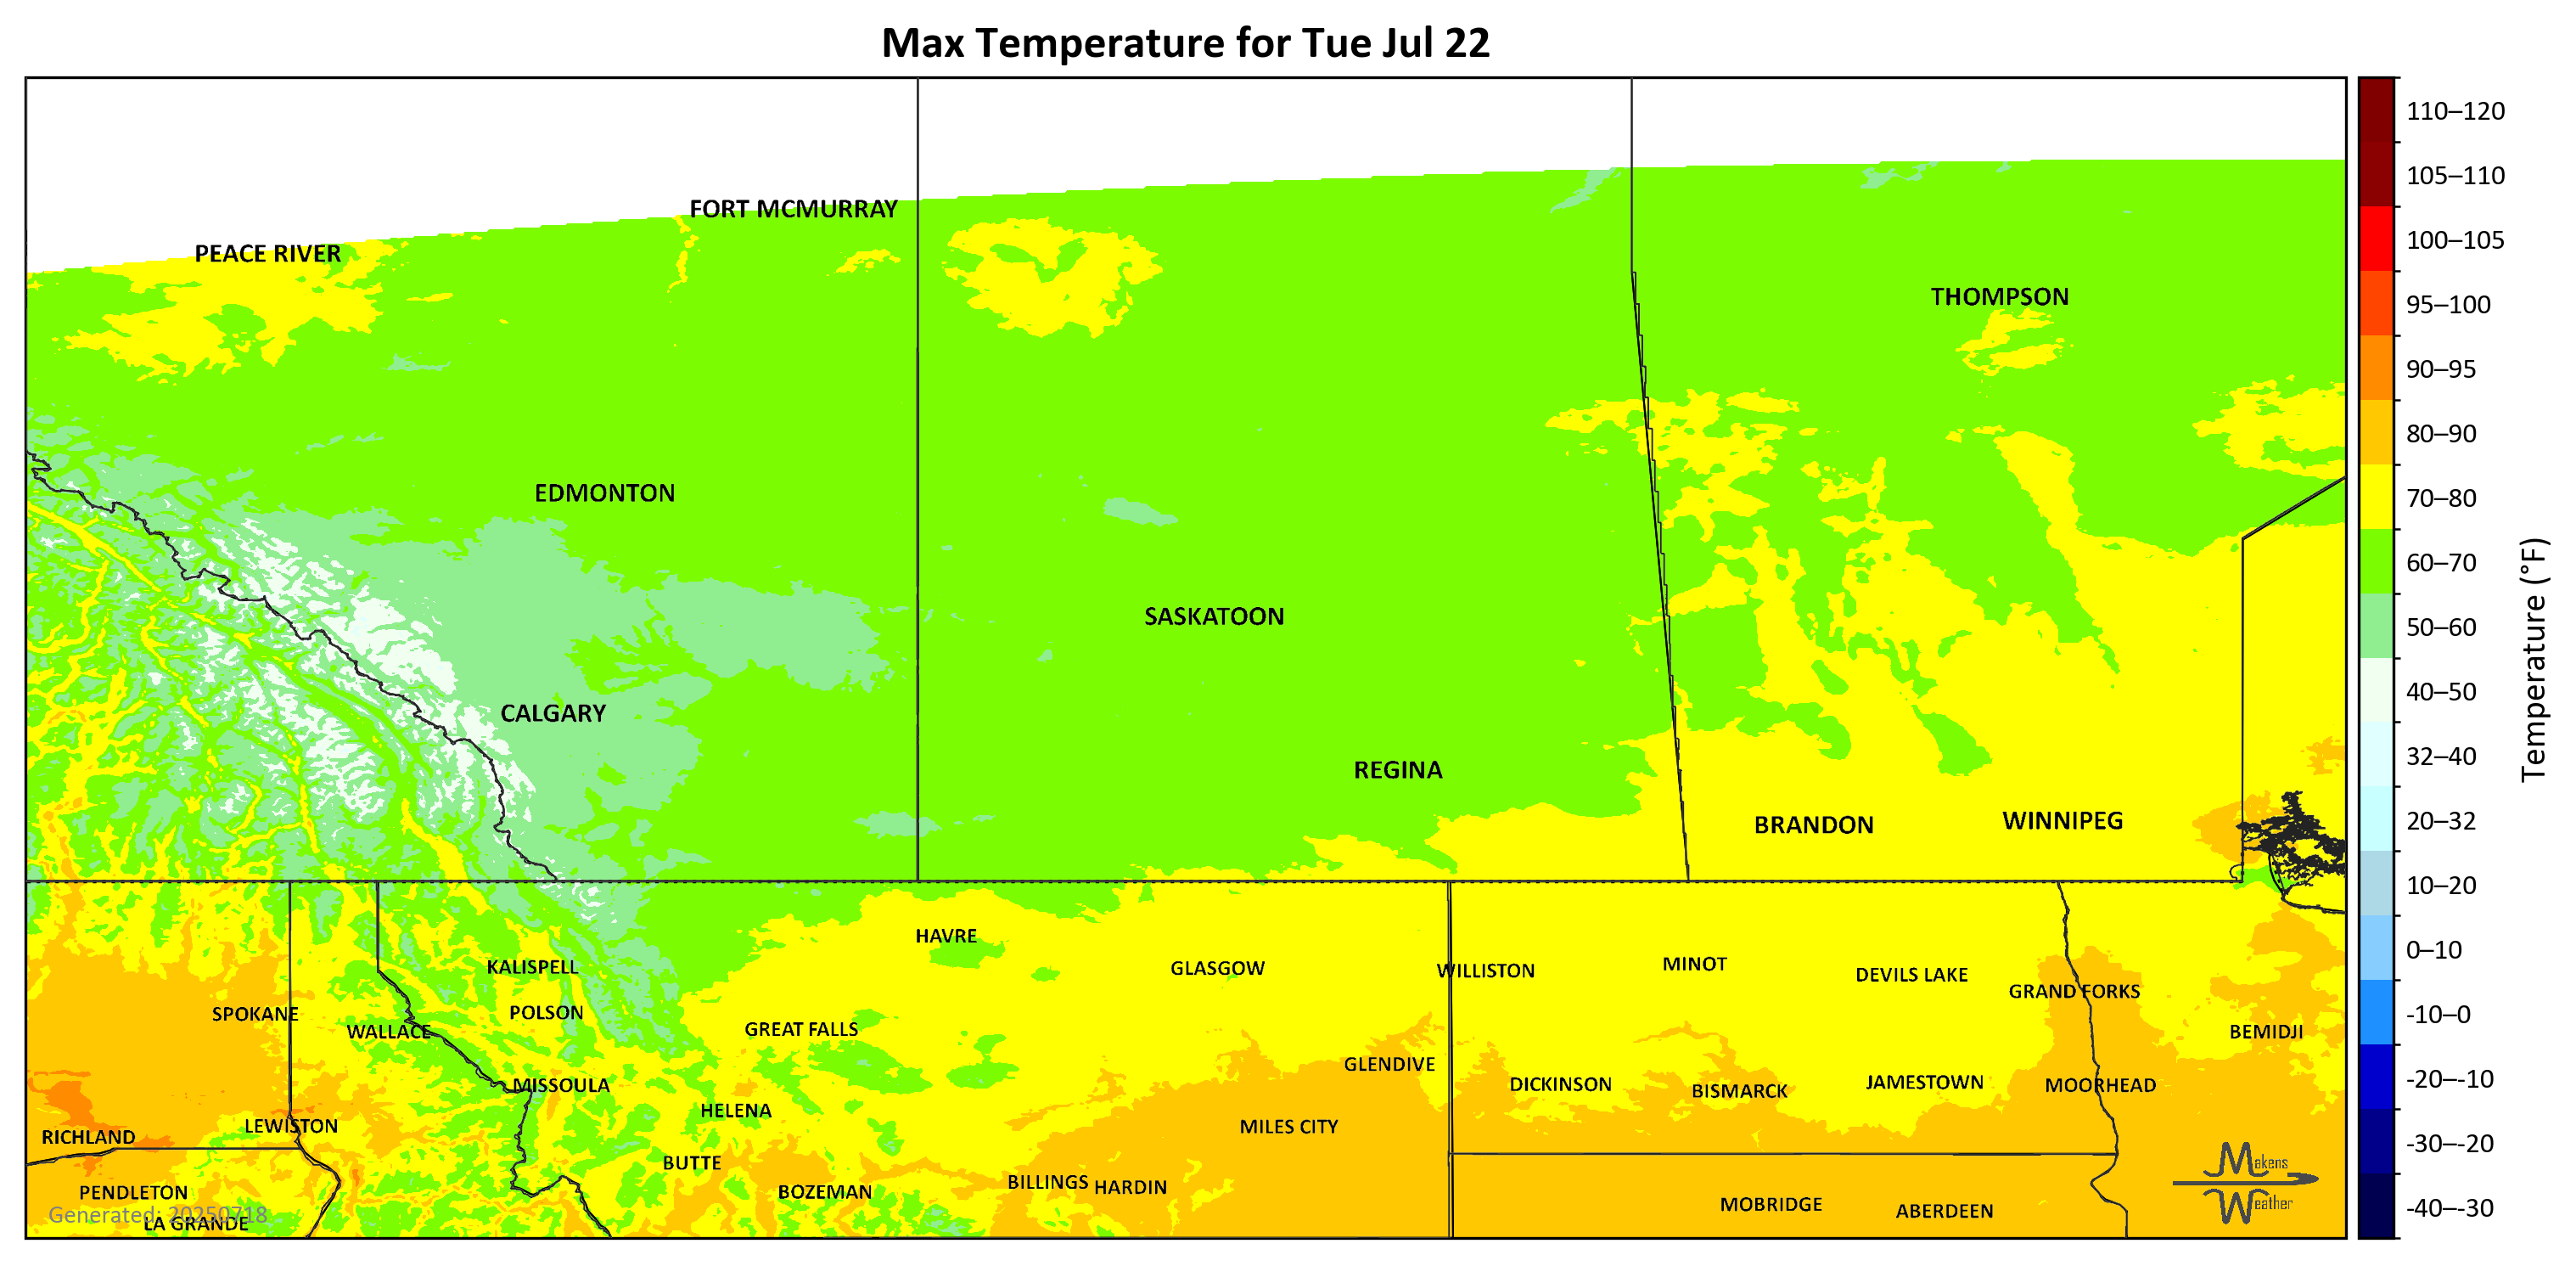 Max Temperature for Tue Jul 22
FORT MCMURRAY
PEACE RIVER
THOMPSON
EDMONTON
SASKATOON
CALGARY
REGINA
BRANDON
WINNIPEG
HAVRE
KALISPELL
GLASGOW
WILLISTON
MINOT
DEVILS LAKE
GRAND FORKS
SPOKANE
POLSON
WALLACE
GREAT FALLS
BEMIDJI
GLENDIVE
MISSOULA
DICKINSON
BISMARCK
JAMESTOWN
MOORHEAD
HELENA
LEWISTON
MILES CITY
RICHLAND
BUTTE
BILLINGS
HARDIN
PENDLETON
BOZEMAN
MOBRIDGE
ABERDEEN
Generated: 20250718
LA GRANDE
Makens
Weather
110–120
105–110
100–105
95–100
90–95
80–90
70–80
60–70
50–60
40–50
32–40
20–32
10–20
0–10
-10–0
-20–-10
-30–-20
-40–-30
Temperature (°F)